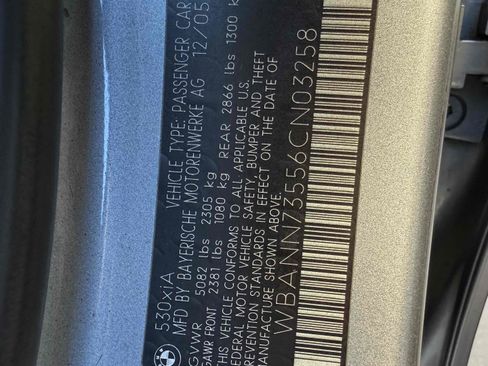 530xiA
VEHICLE TYPE: PASSENGER CAR
MFD BY BAYERISCHE MOTORENWERKE AG 12/05
GVWR 5082 lbs 2305 kg
GAWR FRONT 2381 lbs 1080 kg REAR 2866 lbs 1300 k
THIS VEHICLE CONFORMS TO ALL APPLICABLE U.S.
FEDERAL MOTOR VEHICLE SAFETY, BUMPER AND THEFT
STANDARDS IN EFFECT ON THE DATE OF
MANUFACTURE SHOWN ABOVE.
WBANN73556CN03258